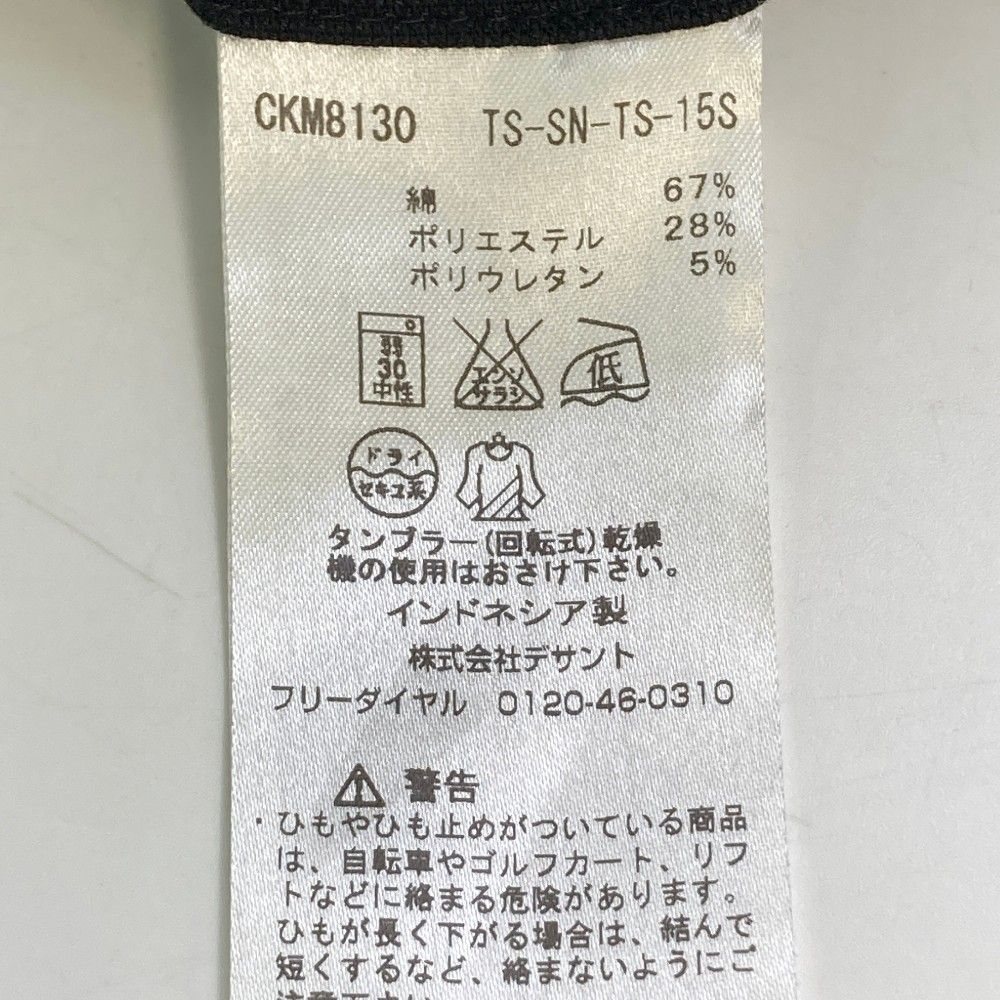 CKM8130 TS-SN-TS-15S
綿 67%
ポリエステル 28%
ポリウレタン 5%
弱
30
中性
エンソ
サラシ
低
ドライ
セキユ系
タンブラー(回転式)乾燥
機の使用はおさけ下さい。
インドネシア製
株式会社デサント
フリーダイヤル 0120-46-0310
警告
・ひもやひも止めがついている商品
は、自転車やゴルフカート、リフ
トなどに絡まる危険があります。
ひもが長く下がる場合は、結んで
短くするなど、絡まないようにご